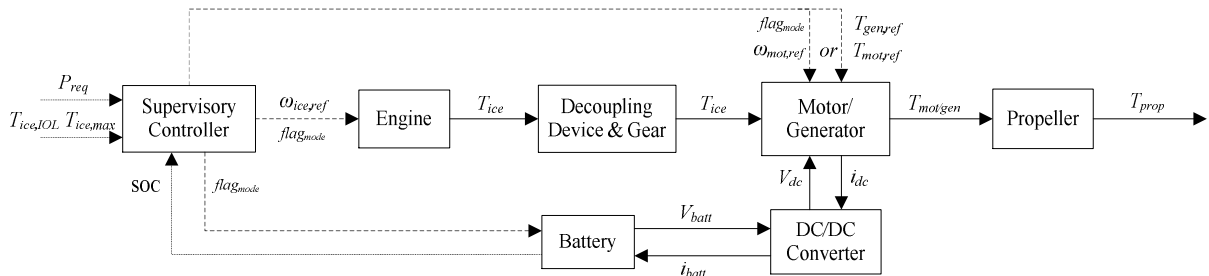 flag_mode
ω_mot,ref or
T_gen,ref
T_mot,ref
P_req
T_ice,IOL T_ice,max
Supervisory
Controller
ω_ice,ref
flag_mode
Engine
T_ice
Decoupling
Device & Gear
T_ice
Motor/
Generator
T_mot/gen
Propeller
T_prop
SOC
flag_mode
V_dc
i_dc
Battery
V_batt
i_batt
DC/DC
Converter